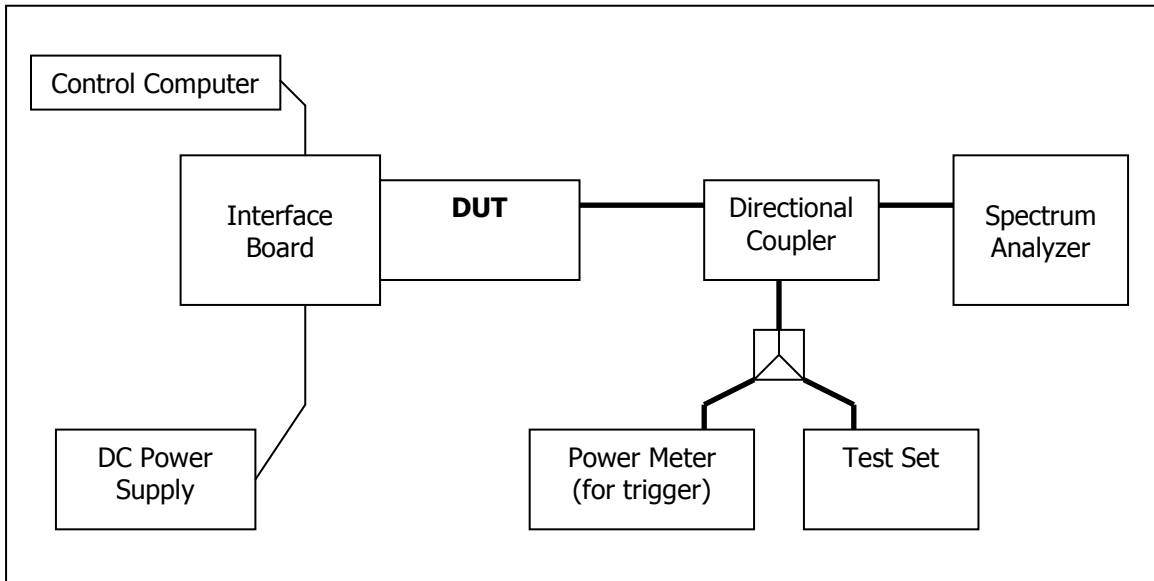 Control Computer
Interface
Board
DUT
Directional
Coupler
Spectrum
Analyzer
DC Power
Supply
Power Meter
(for trigger)
Test Set